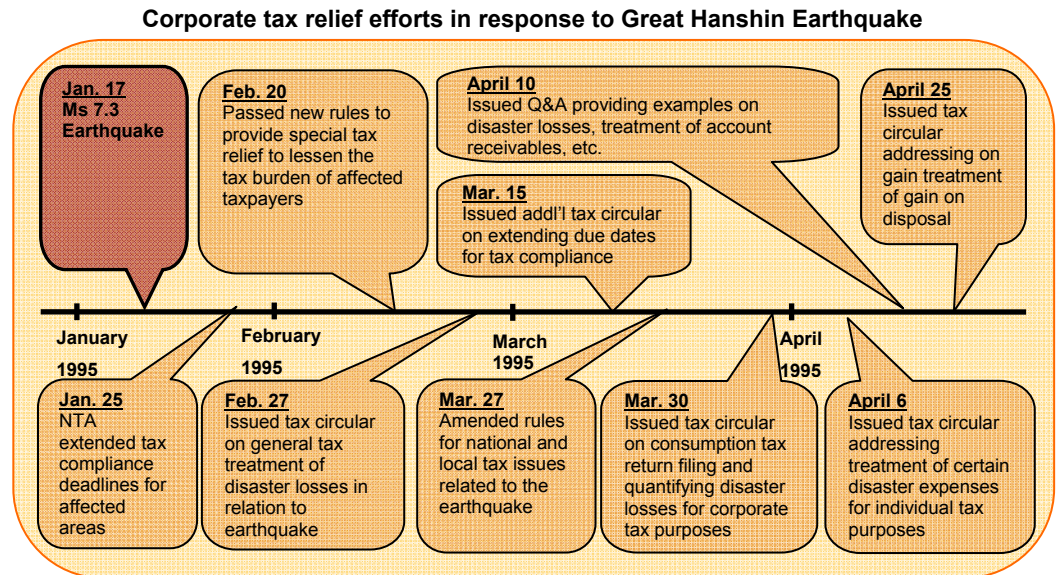 Corporate tax relief efforts in response to Great Hanshin Earthquake
Jan. 17
Ms 7.3
Earthquake
Feb. 20
Passed new rules to
provide special tax
relief to lessen the
tax burden of affected
taxpayers
April 10
Issued Q&A providing examples on
disaster losses, treatment of account
receivables, etc.
Mar. 15
Issued addl'l tax circular
on extending due dates
for tax compliance
April 25
Issued tax
circular
addressing on
gain treatment
of gain on
disposal
January
1995
February
1995
March
1995
April
1995
Jan. 25
NTA
extended tax
compliance
deadlines for
affected
areas
Feb. 27
Issued tax circular
on general tax
treatment of
disaster losses in
relation to
earthquake
Mar. 27
Amended rules
for national and
local tax issues
related to the
earthquake
Mar. 30
Issued tax circular
on consumption tax
return filing and
quantifying disaster
losses for corporate
tax purposes
April 6
Issued tax circular
addressing
treatment of certain
disaster expenses
for individual tax
purposes